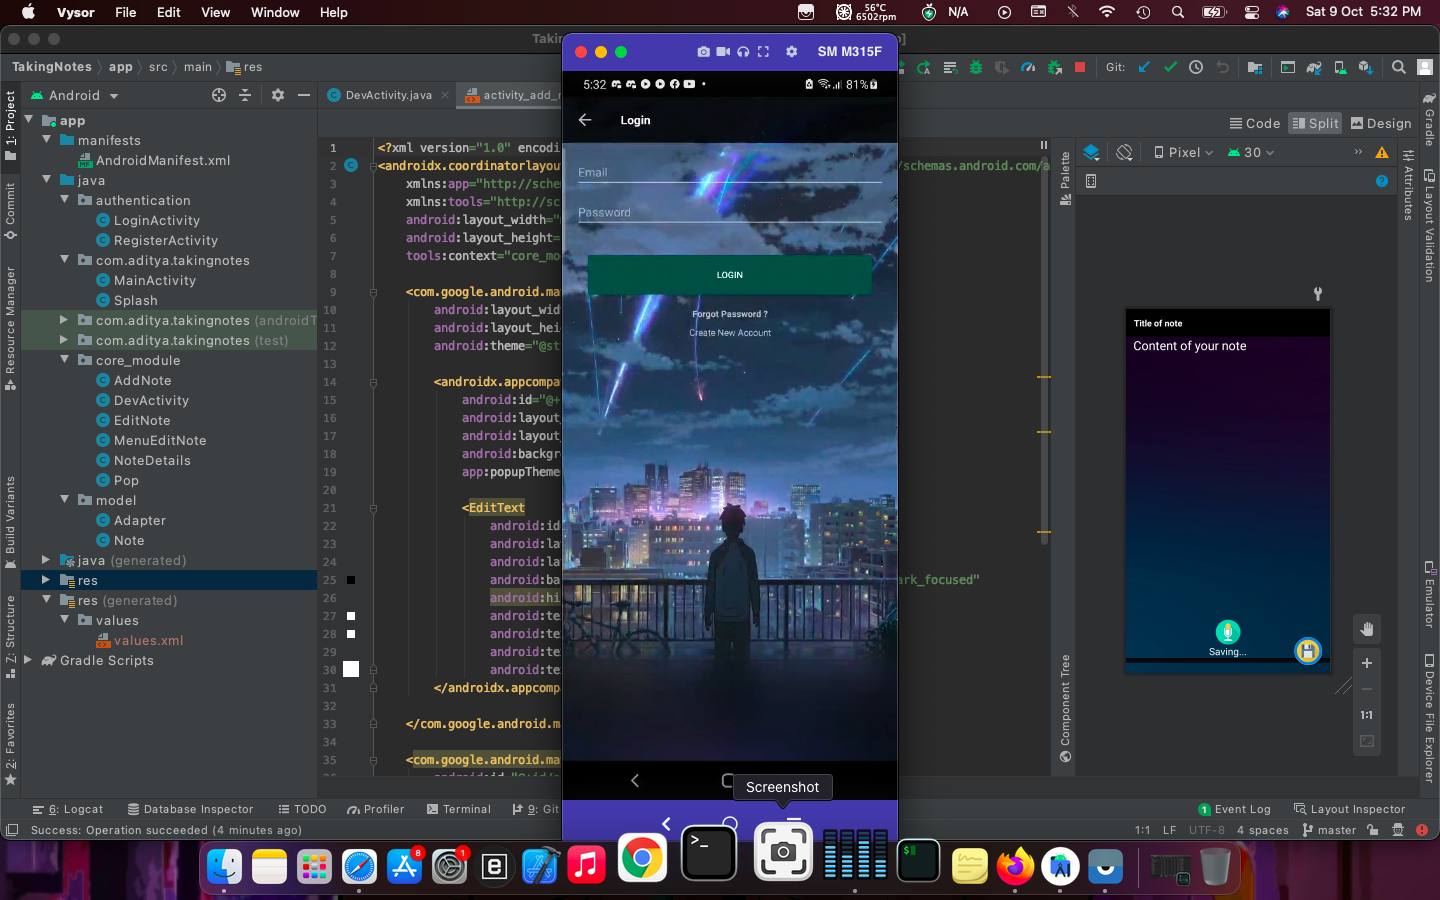 Vysor File Edit View Window Help
56°C
6502rpm
N/A
Sat 9 Oct 5:32 PM
SM M315F
TakingNotes app src main res
Git:
Android
DevActivity.java
Code Split Design
app
manifests
AndroidManifest.xml
java
authentication
LoginActivity
RegisterActivity
com.aditya.takingnotes
MainActivity
Splash
com.aditya.takingnotes (androidT
com.aditya.takingnotes (test)
core_module
AddNote
DevActivity
EditNote
MenuEditNote
NoteDetails
Pop
model
Adapter
Note
java (generated)
res
res (generated)
values
values.xml
Gradle Scripts
1: Project
Commit
Resource Manager
Build Variants
Z: Structure
2: Favorites
1 <?xml version="1.0" encodi
2 <androidx.coordinatorlayou
/schemas.android.com/a
3 xmlns:app="http://sche
4 xmlns:tools="http://sc
5 android:layout_width="
6 android:layout_height=
7 tools:context="core_mo
8
9 <com.google.android.ma
10 android:layout_wid
11 android:layout_hei
12 android:theme="@st
13
14 <androidx.appcompa
15 android:id="@+
16 android:layout_
17 android:layout_
18 android:backgr
19 app:popupTheme
20
21 <EditText
22 android:id
23 android:la
24 android:la
25 android:ba
ark_focused"
26 android:hi
27 android:te
28 android:te
29 android:te
30 android:te
31 </androidx.appcompa
32
33 </com.google.android.ma
34
35 <com.google.android.ma
5:32
81%
Login
Email
Password
LOGIN
Forgot Password ?
Create New Account
Screenshot
Palette
Component Tree
Pixel 30
Title of note
Content of your note
Saving...
1:1
Attributes
Gradle
Layout Validation
Emulator
Device File Explorer
6: Logcat Database Inspector TODO Profiler Terminal 9: Git
1 Event Log Layout Inspector
Success: Operation succeeded (4 minutes ago)
1:1 LF UTF-8 4 spaces master
8
1